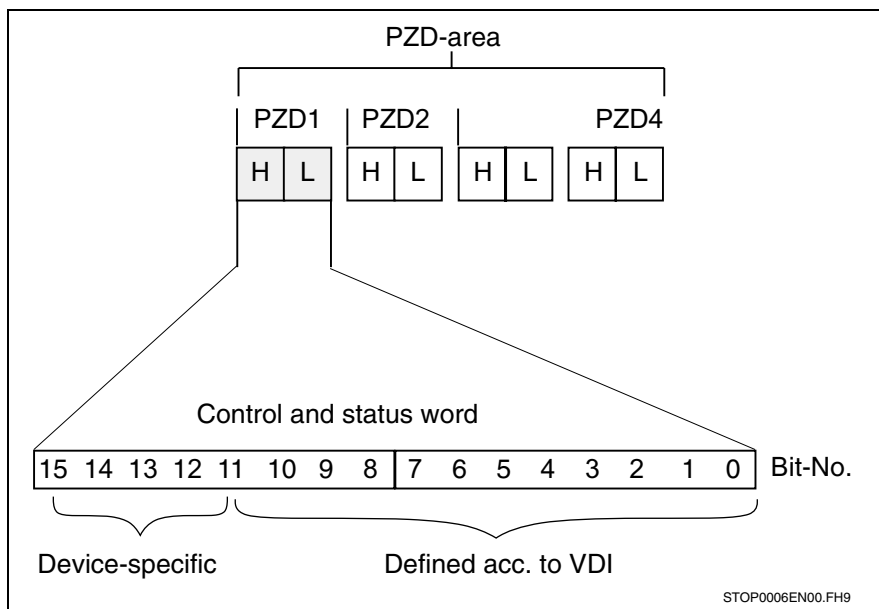 PZD-area
PZD1 PZD2 PZD4
H L H L H L H L
Control and status word
15 14 13 12 11 10 9 8 7 6 5 4 3 2 1 0 Bit-No.
Device-specific Defined acc. to VDI
STOP0006EN00.FH9